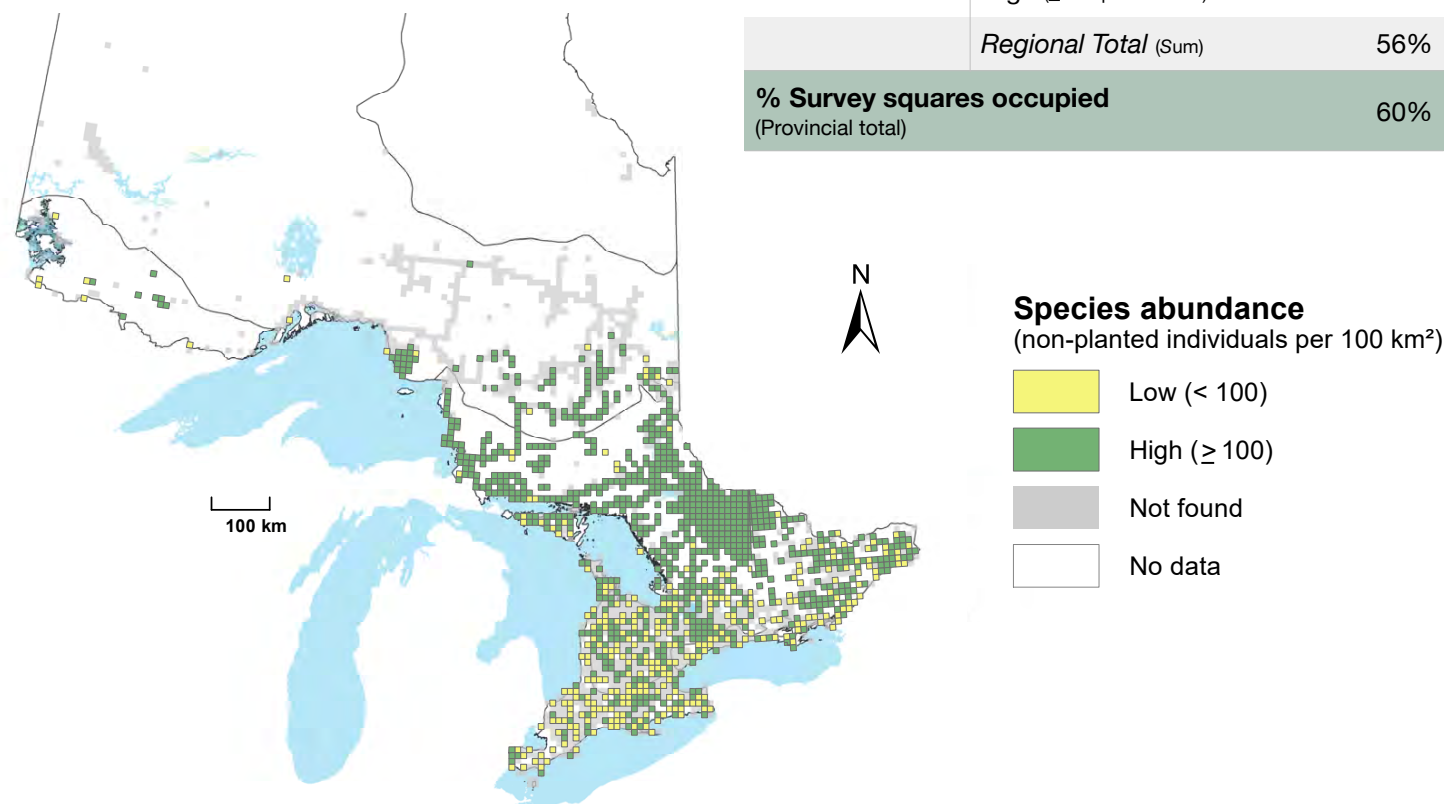 Regional Total (Sum) 56%
% Survey squares occupied 60%
(Provincial total)
N
Species abundance
(non-planted individuals per 100 km²)
Low (< 100)
High (≥ 100)
Not found
No data
100 km